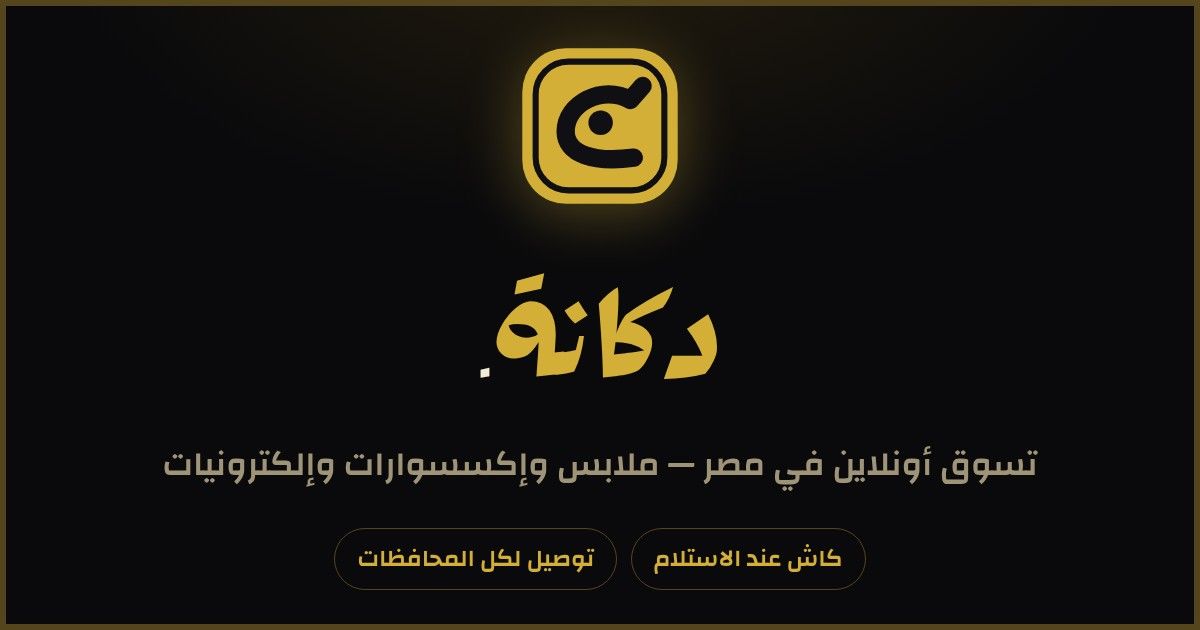 دكانة.
تسوق أونلاين في مصر — ملابس وإكسسوارات وإلكترونيات
كاش عند الاستلام
توصيل لكل المحافظات